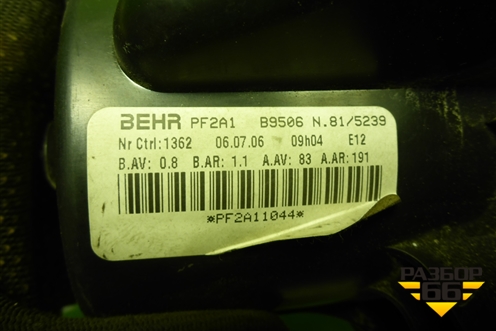 BEHR PF2A1 B9506 N.81/5239
Nr Ctrl:1362 06.07.06 09h04 E12
B.AV: 0.8 B.AR: 1.1 A.AV: 83 A.AR:191
*PF2A11044*
РАЗБОР
66